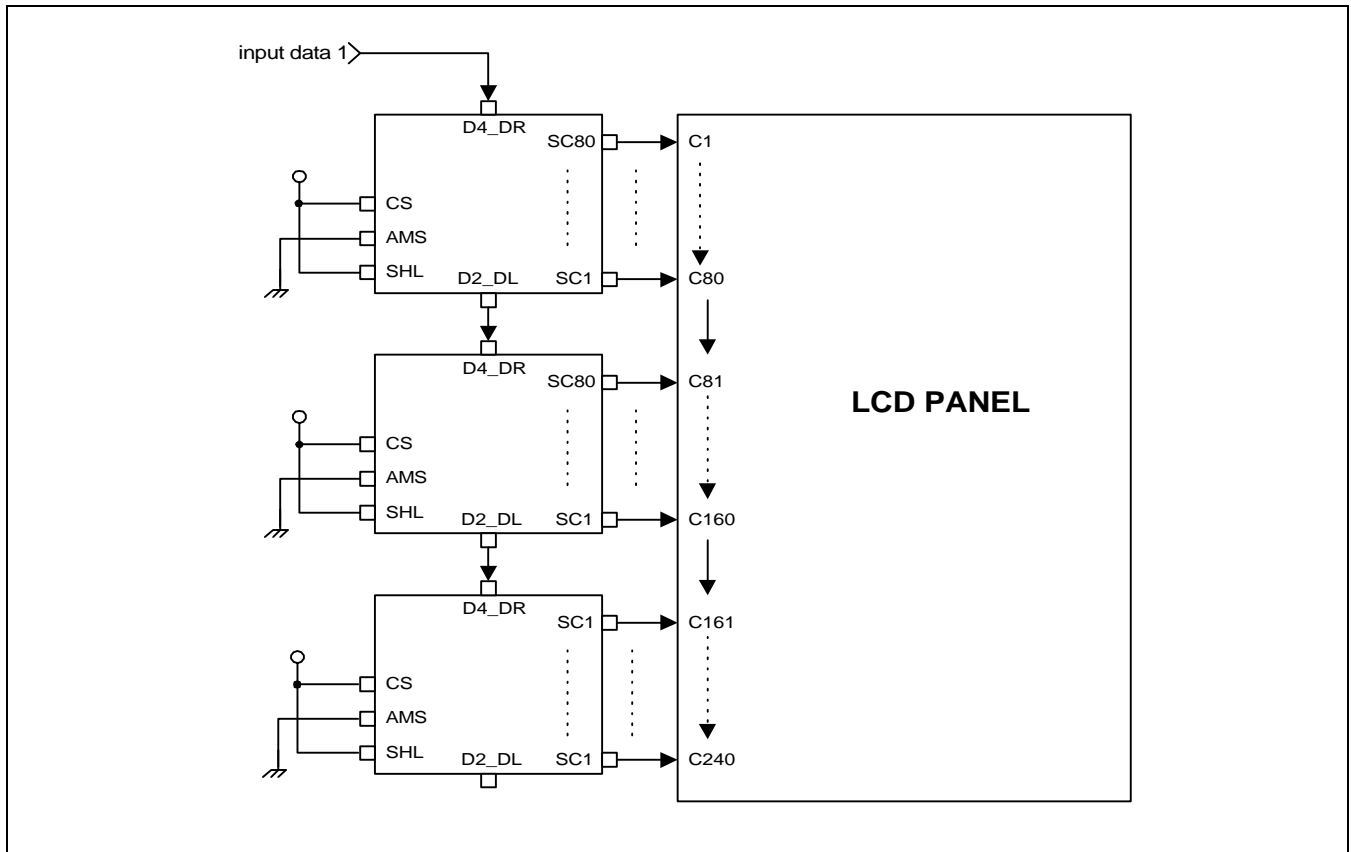 input data 1
D4_DR
SC80
C1
CS
AMS
SHL
D2_DL
SC1
C80
D4_DR
SC80
C81
LCD PANEL
CS
AMS
SHL
D2_DL
SC1
C160
D4_DR
SC1
C161
CS
AMS
SHL
D2_DL
SC1
C240